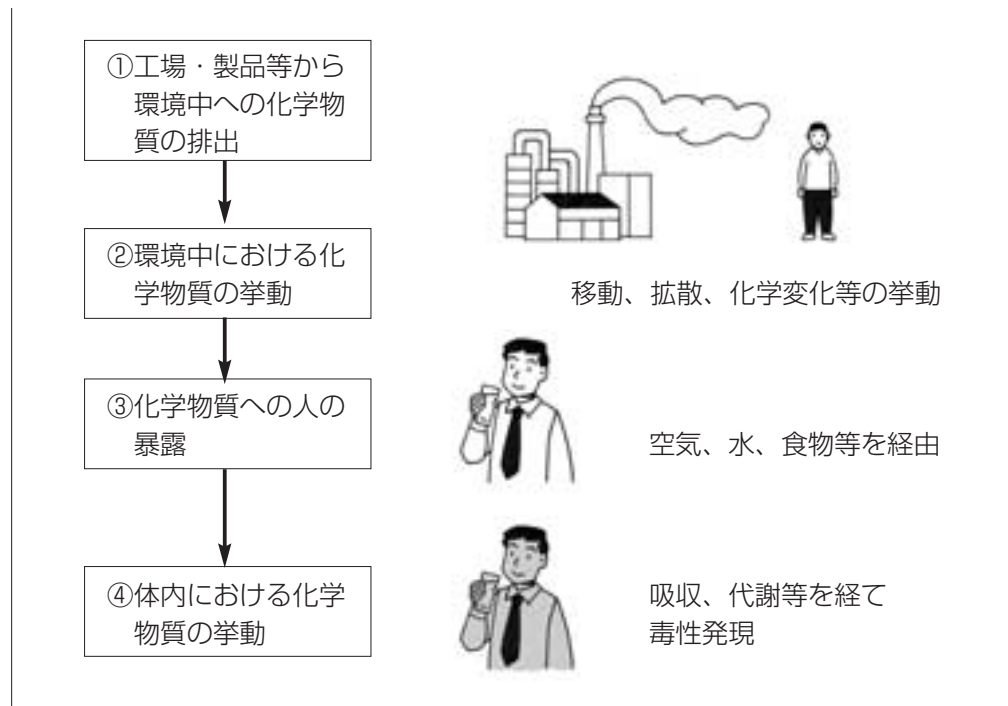 ①工場・製品等から
環境中への化学物
質の排出
②環境中における化
学物質の挙動
移動、拡散、化学変化等の挙動
③化学物質への人の
暴露
空気、水、食物等を経由
④体内における化学
物質の挙動
吸収、代謝等を経て
毒性発現